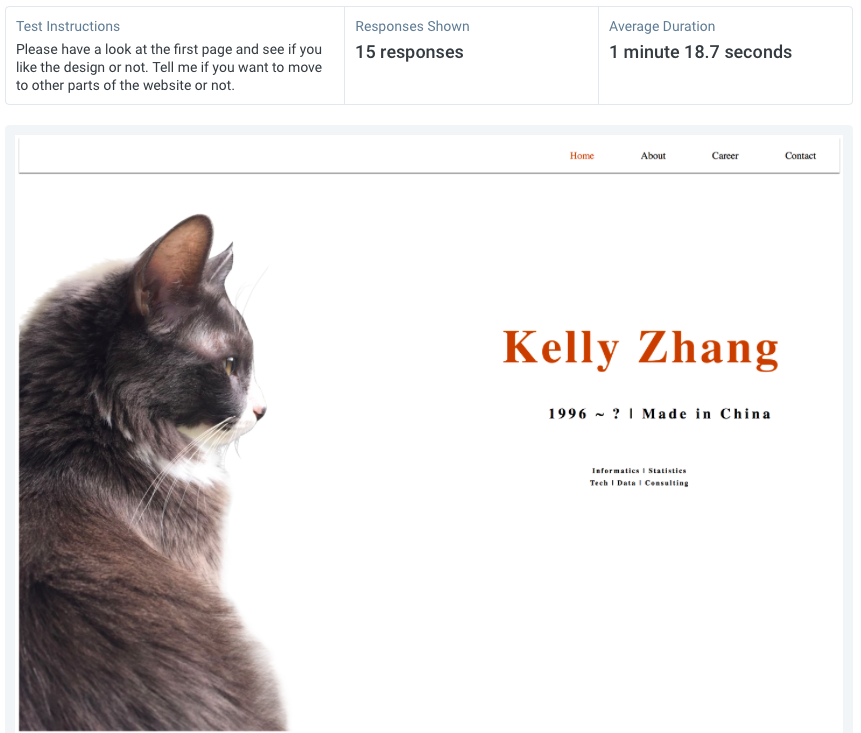 Test Instructions
Please have a look at the first page and see if you
like the design or not. Tell me if you want to move
to other parts of the website or not.
Responses Shown
15 responses
Average Duration
1 minute 18.7 seconds
Home About Career Contact
Kelly Zhang
1996 ~ ? | Made in China
Informatics | Statistics
Tech | Data | Consulting